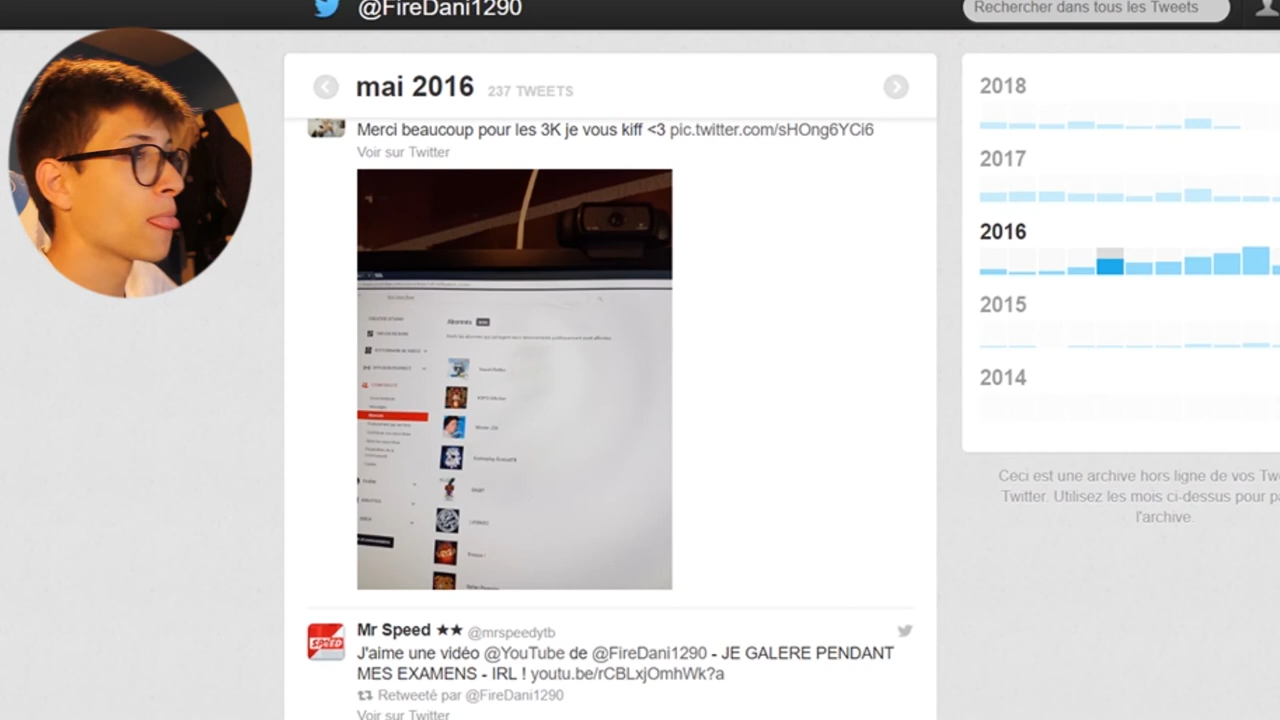 @FireDani1290
Rechercher dans tous les Tweets
mai 2016 237 TWEETS
Merci beaucoup pour les 3K je vous kiff <3 pic.twitter.com/sHOng6YCi6
Voir sur Twitter
Abonnés
SPEED
Mr Speed ★★ @mrspeedytb
J'aime une vidéo @YouTube de @FireDani1290 - JE GALERE PENDANT
MES EXAMENS - IRL ! youtu.be/rCBLxjOmhWk?a
Retweeté par @FireDani1290
Voir sur Twitter
2018
2017
2016
2015
2014
Ceci est une archive hors ligne de vos
Twitter. Utilisez les mois ci-dessus pour
l'archive.